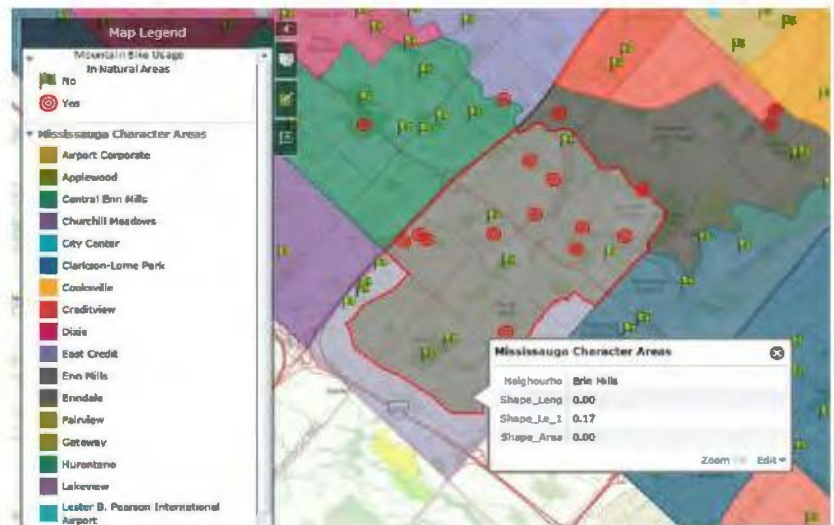 Map Legend
Mountain Bike Usage
In Natural Areas
No
Yes
Mississauga Character Areas
Airport Corporate
Applewood
Central Erin Mills
Churchill Meadows
City Center
Clarkson-Lorne Park
Cooksville
Creditview
Dixie
East Credit
Erin Mills
Erindale
Fairview
Gateway
Hurontario
Lakeview
Lester B. Pearson International
Airport
Mississauga Character Areas
Neighourho Erin Mills
Shape_Leng 0.00
Shape_Le_1 0.17
Shape_Area 0.00
Zoom
Edit